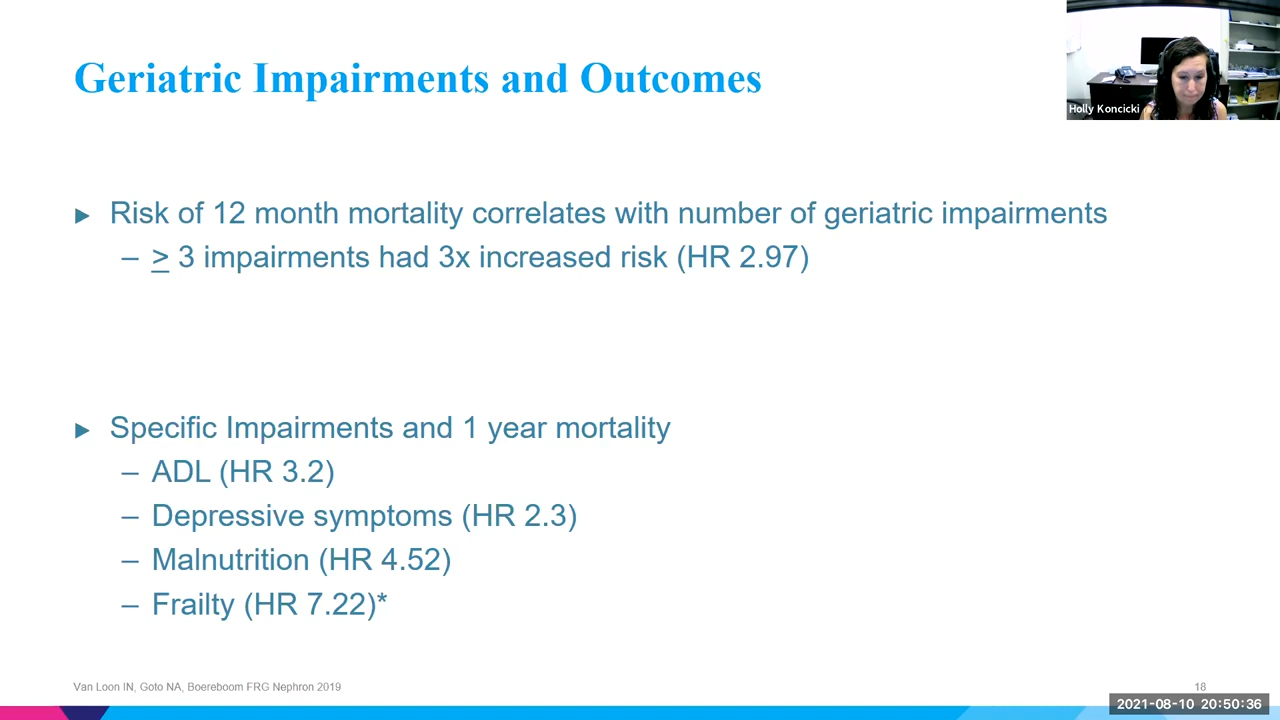 Geriatric Impairments and Outcomes
Holly Koncicki
▶ Risk of 12 month mortality correlates with number of geriatric impairments
– ≥ 3 impairments had 3x increased risk (HR 2.97)
▶ Specific Impairments and 1 year mortality
– ADL (HR 3.2)
– Depressive symptoms (HR 2.3)
– Malnutrition (HR 4.52)
– Frailty (HR 7.22)*
Van Loon IN, Goto NA, Boereboom FRG Nephron 2019
18
2021-08-10 20:50:36